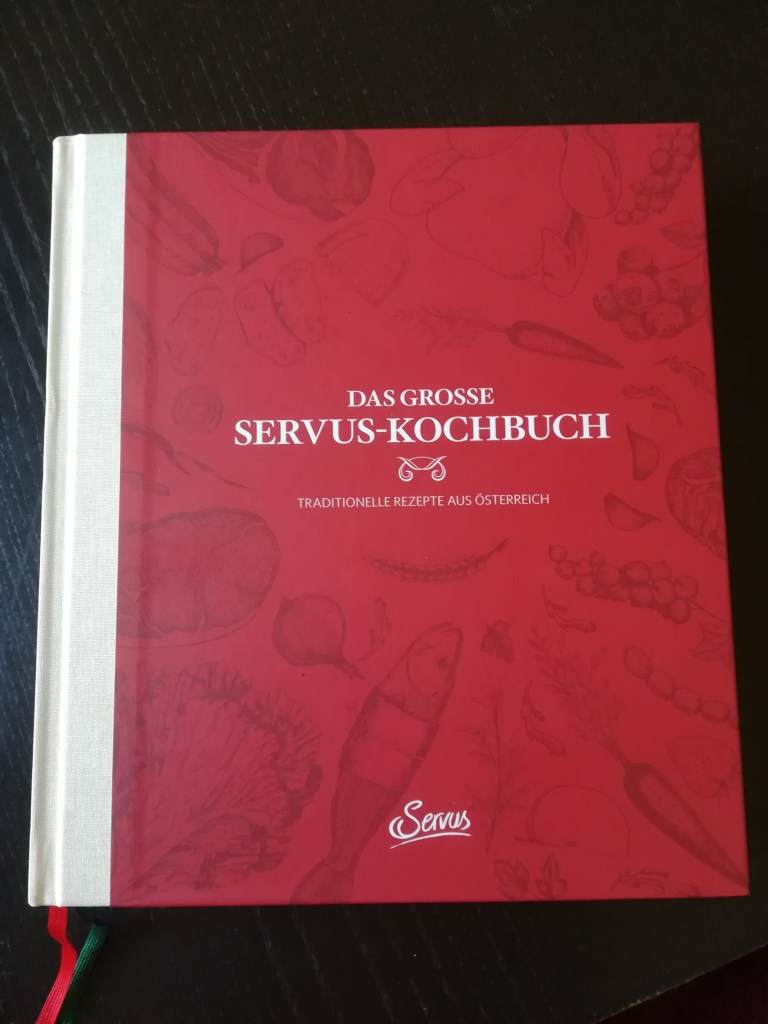 DAS GROSSE
SERVUS-KOCHBUCH
TRADITIONELLE REZEPTE AUS ÖSTERREICH
Servus